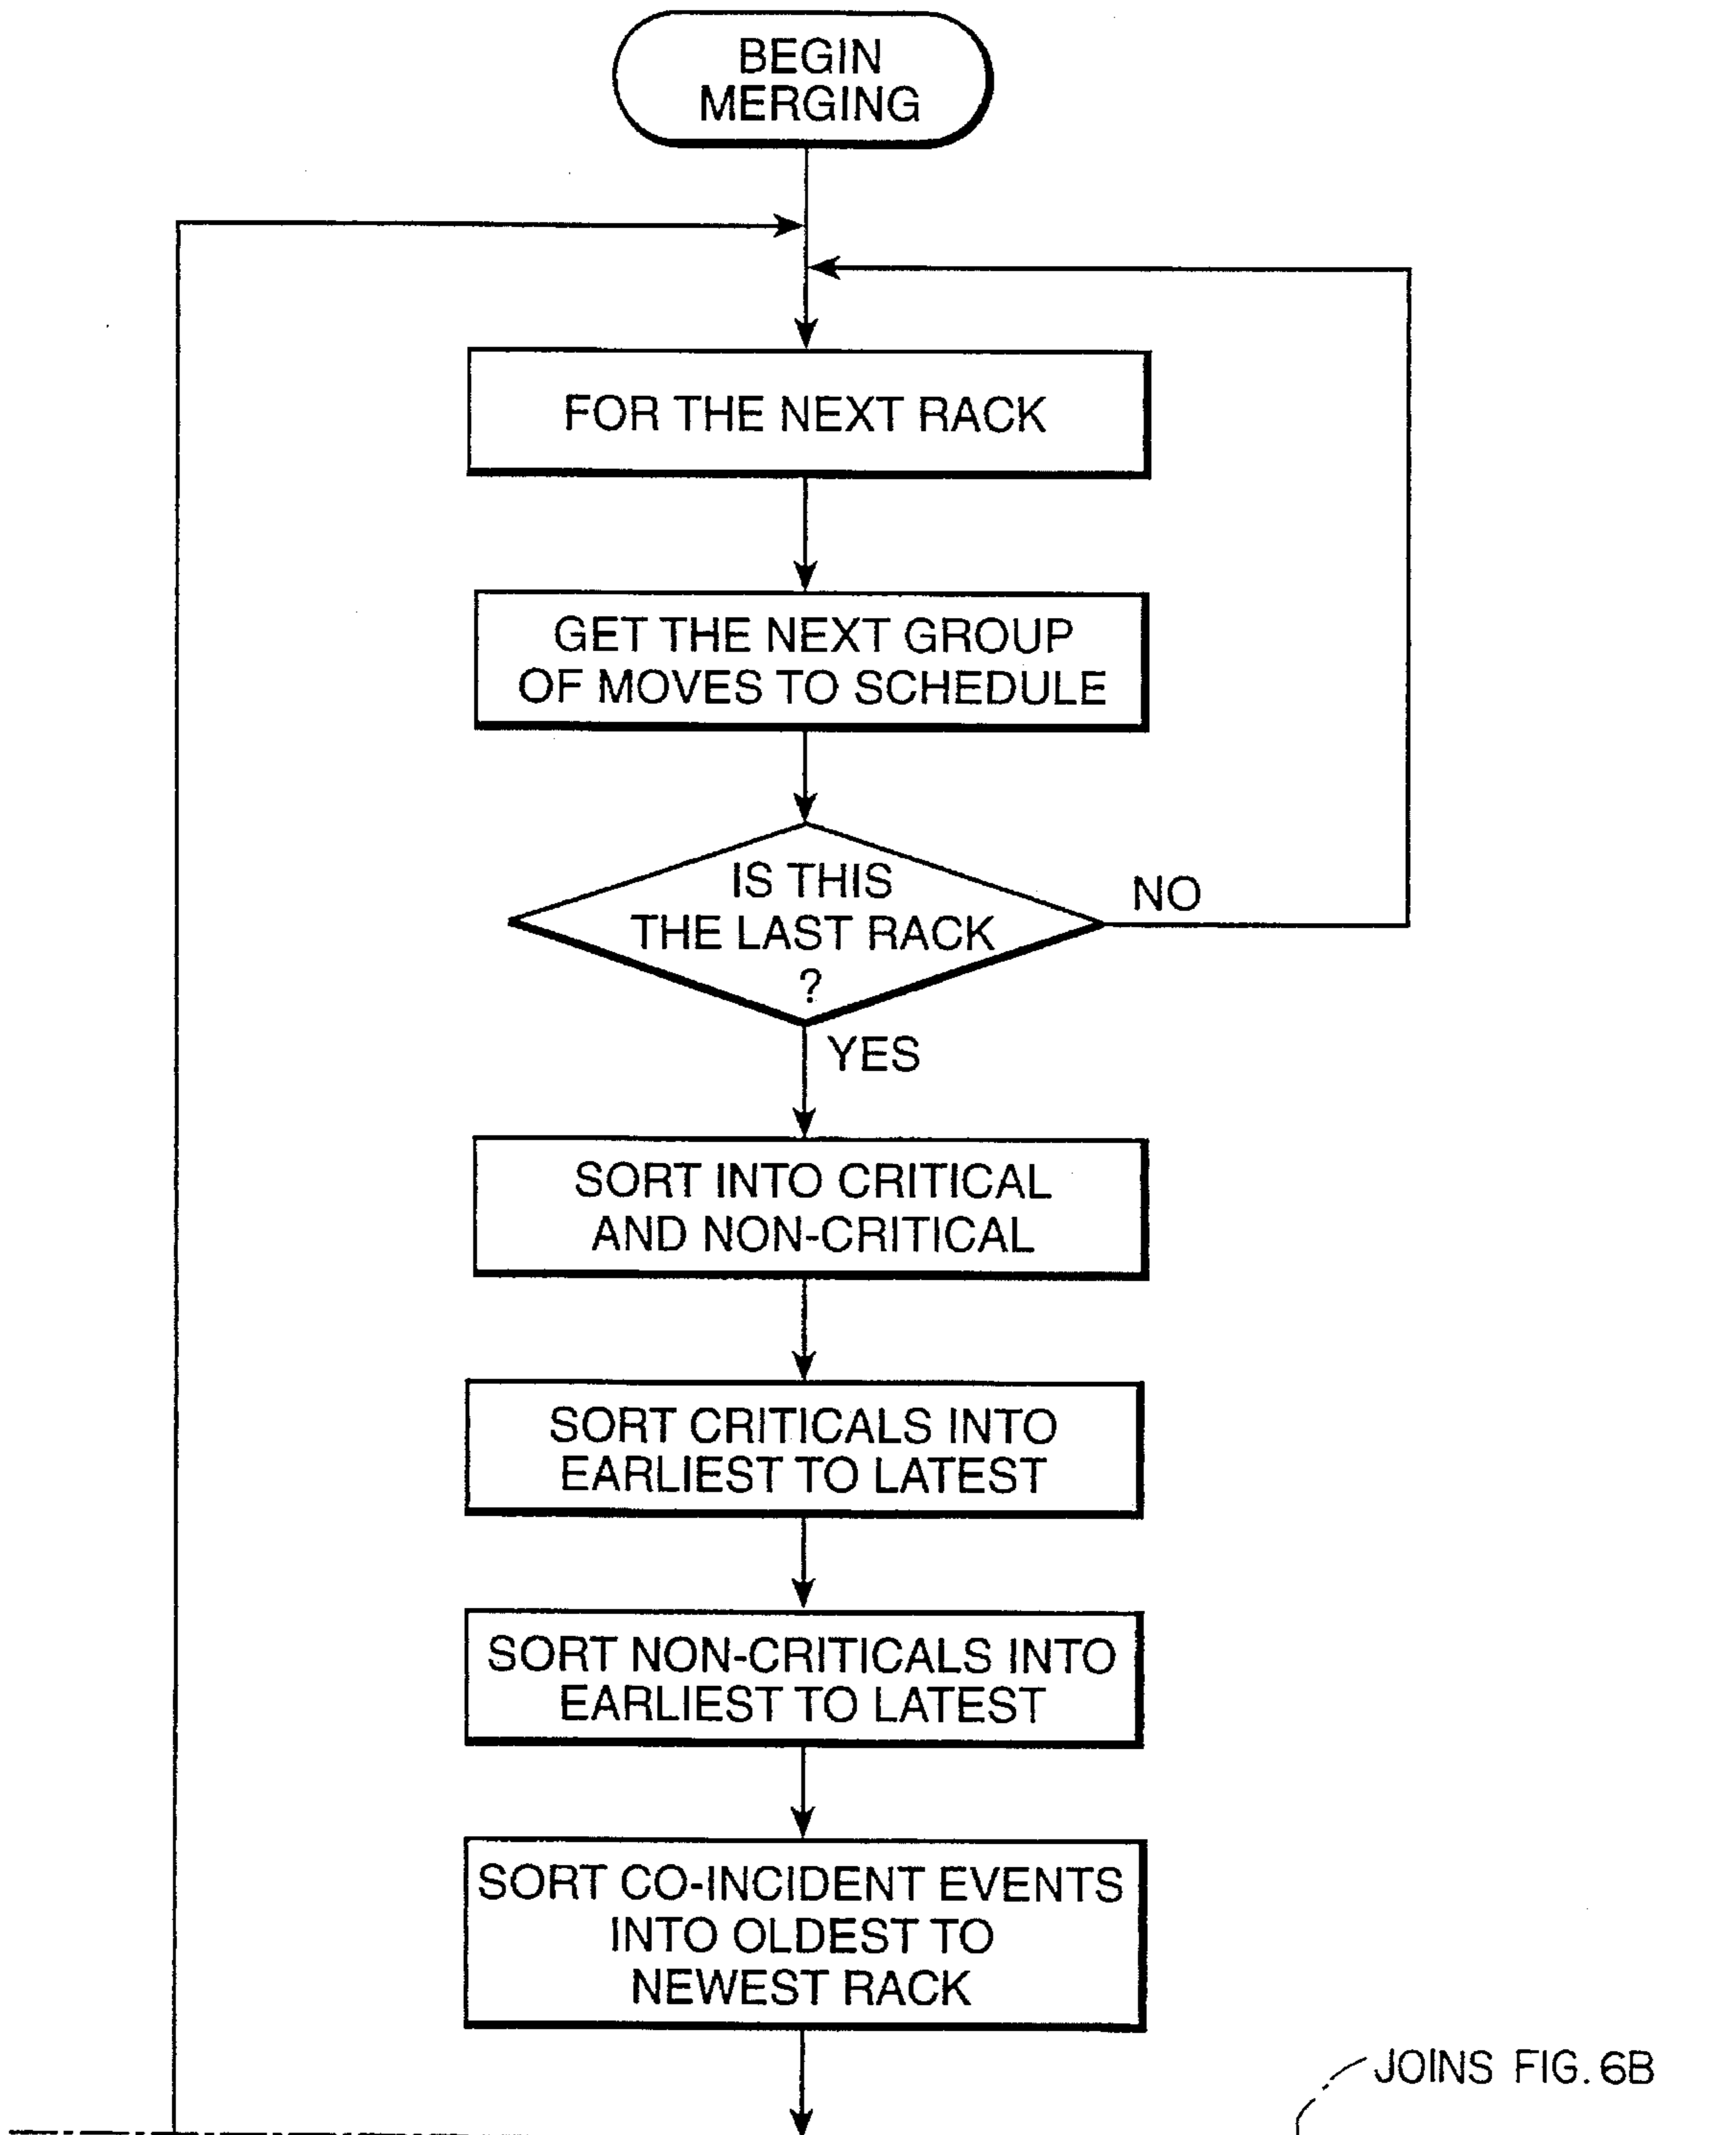 BEGIN
MERGING
FOR THE NEXT RACK
GET THE NEXT GROUP
OF MOVES TO SCHEDULE
IS THIS
THE LAST RACK
?
NO
YES
SORT INTO CRITICAL
AND NON-CRITICAL
SORT CRITICALS INTO
EARLIEST TO LATEST
SORT NON-CRITICALS INTO
EARLIEST TO LATEST
SORT CO-INCIDENT EVENTS
INTO OLDEST TO
NEWEST RACK
JOINS FIG. 6B